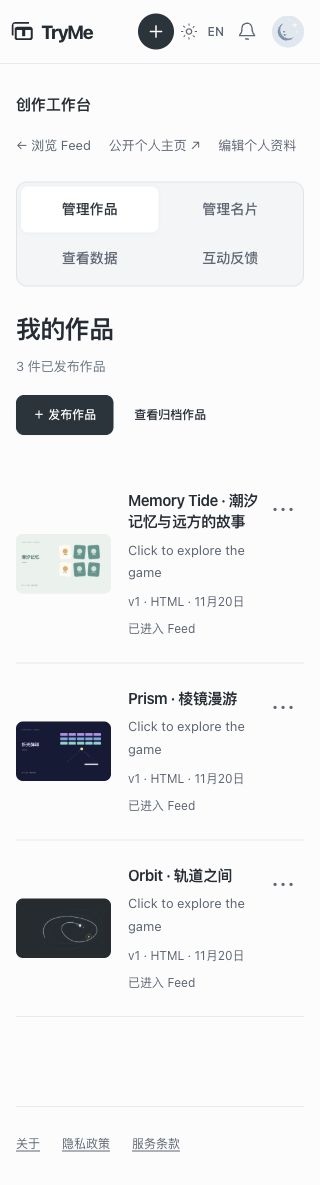 TryMe
EN
创作工作台
← 浏览 Feed
公开个人主页 ↗
编辑个人资料
管理作品
管理名片
查看数据
互动反馈
我的作品
3 件已发布作品
+ 发布作品
查看归档作品
Memory Tide · 潮汐
记忆与远方的故事
Click to explore the
game
v1 · HTML · 11月20日
已进入 Feed
潮汐记忆
Prism · 棱镜漫游
Click to explore the
game
v1 · HTML · 11月20日
已进入 Feed
Orbit · 轨道之间
Click to explore the
game
v1 · HTML · 11月20日
已进入 Feed
关于
隐私政策
服务条款